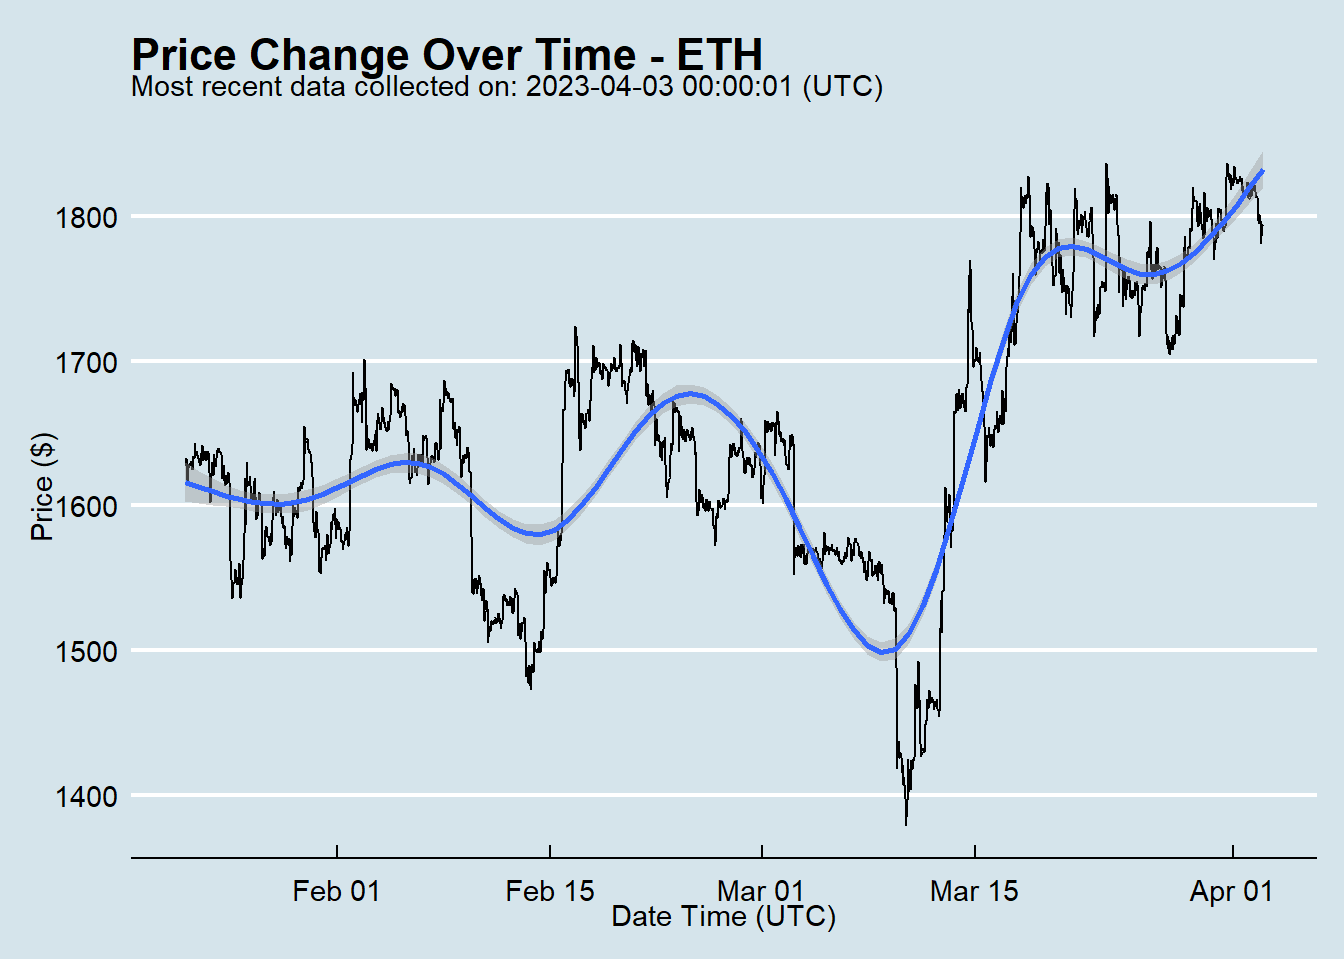 Price Change Over Time - ETH
Most recent data collected on: 2023-04-03 00:00:01 (UTC)
Price ($)
1800
1700
1600
1500
1400
Feb 01 Feb 15 Mar 01 Mar 15 Apr 01
Date Time (UTC)